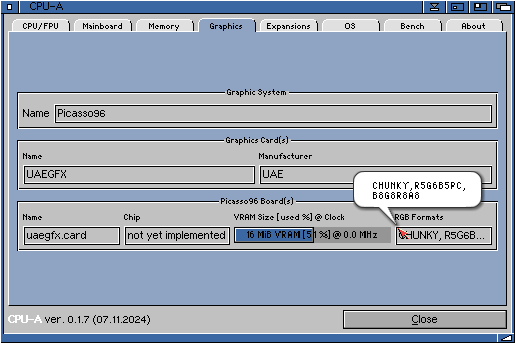 CPU-A
CPU/FPU Mainboard Memory Graphics Expansions OS Bench About
Graphic System
Name Picasso96
Graphics Card(s)
Name Manufacturer
UAEGFX UAE
CHUNKY,R5G6B5PC,
B8G8R8A8
Picasso96 Board(s)
Name Chip VRAM Size [used %] @ Clock RGB Formats
uaegfx.card not yet implemented 16 MiB VRAM [51%] @ 0.0 MHz CHUNKY, R5G6B...
CPU-A ver. 0.1.7 (07.11.2024) Close